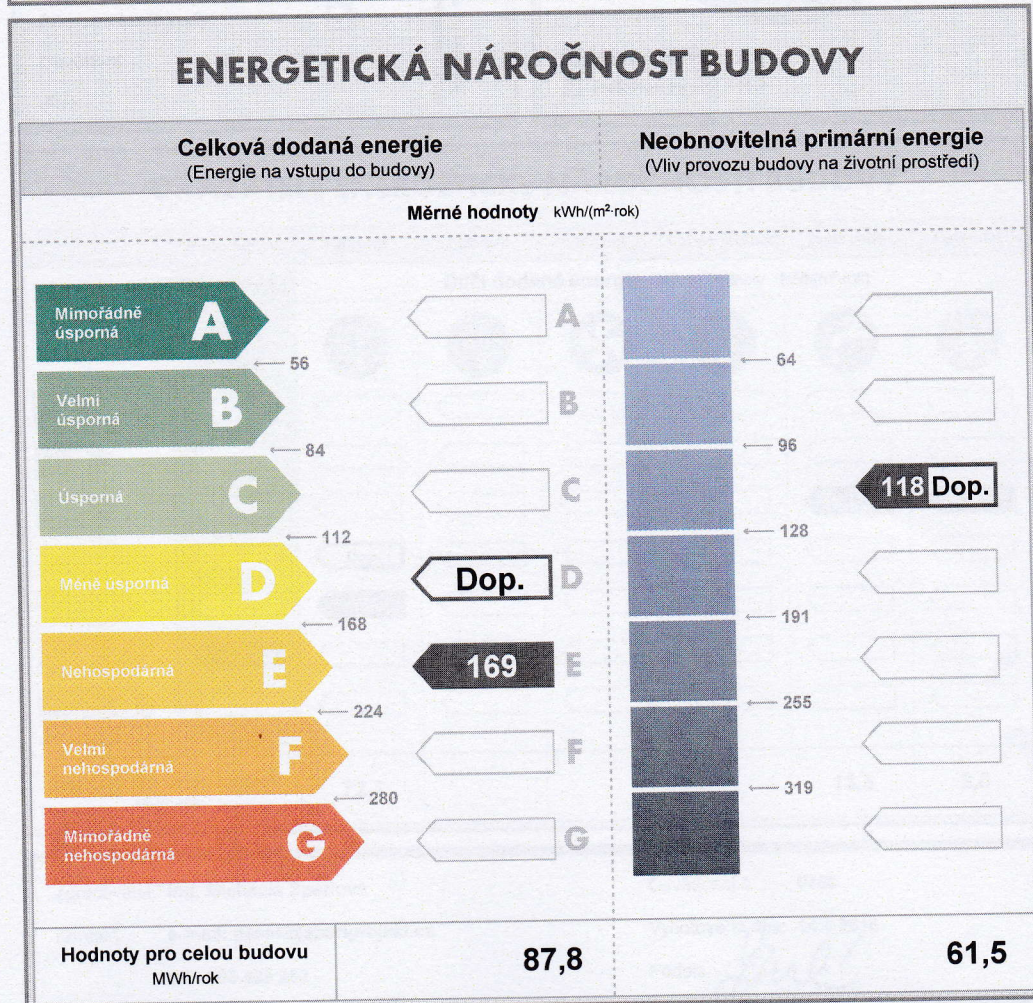 ENERGETICKÁ NÁROČNOST BUDOVY
Celková dodaná energie
(Energie na vstupu do budovy)
Neobnovitelná primární energie
(Vliv provozu budovy na životní prostředí)
Měrné hodnoty kWh/(m²·rok)
Mimořádně
úsporná
A
A
56
64
Velmi
úsporná
B
B
84
96
Úsporná
C
C
118 Dop.
112
128
Méně úsporná
D
Dop.
D
168
191
Nehospodárná
E
169
E
224
255
Velmi
nehospodárná
F
F
280
319
Mimořádně
nehospodárná
G
G
Hodnoty pro celou budovu
MWh/rok
87,8
61,5